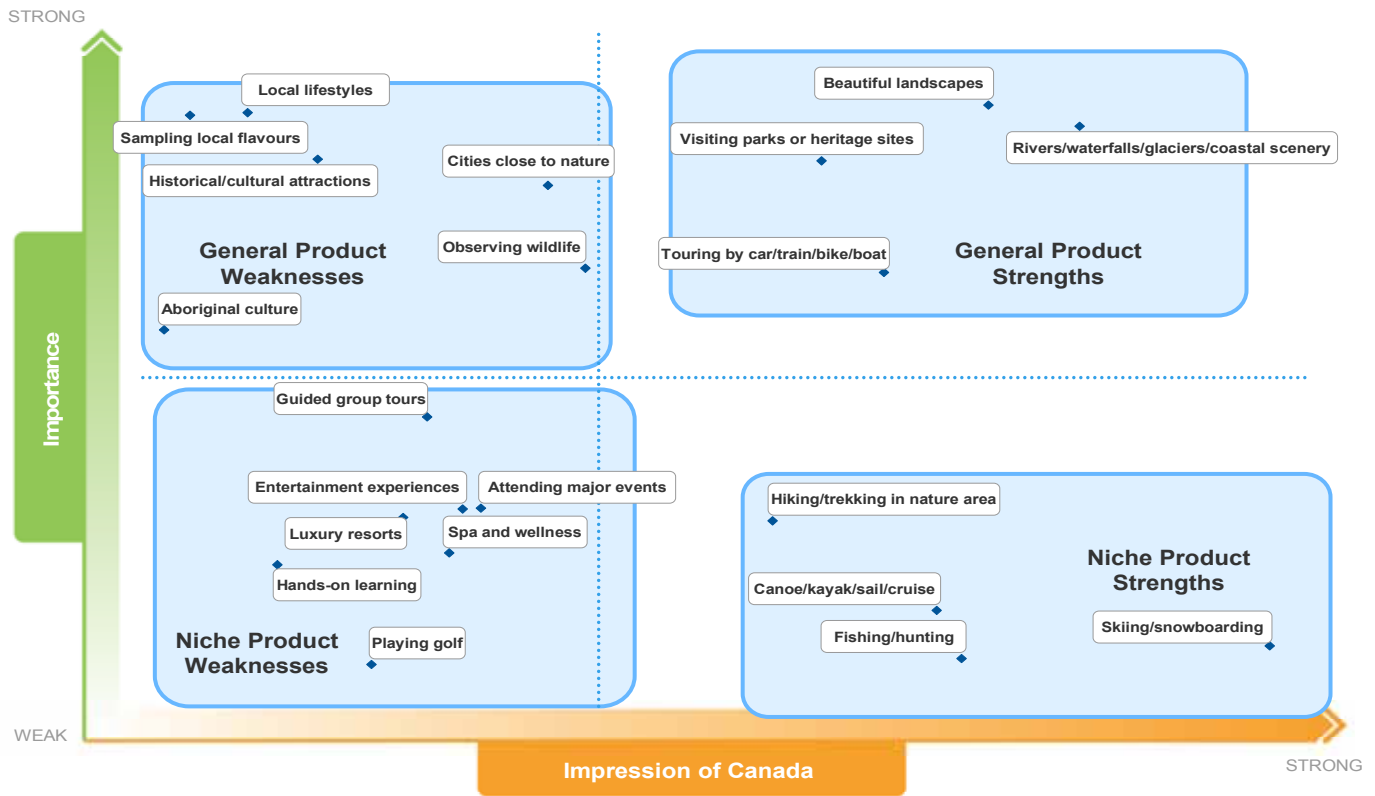 STRONG
Local lifestyles
Sampling local flavours
Historical/cultural attractions
Cities close to nature
General Product
Weaknesses
Observing wildlife
Aboriginal culture
Beautiful landscapes
Visiting parks or heritage sites
Rivers/waterfalls/glaciers/coastal scenery
Touring by car/train/bike/boat
General Product
Strengths
Importance
Guided group tours
Entertainment experiences
Attending major events
Luxury resorts
Spa and wellness
Hands-on learning
Niche Product
Weaknesses
Playing golf
Hiking/trekking in nature area
Niche Product
Strengths
Canoe/kayak/sail/cruise
Fishing/hunting
Skiing/snowboarding
WEAK
Impression of Canada
STRONG